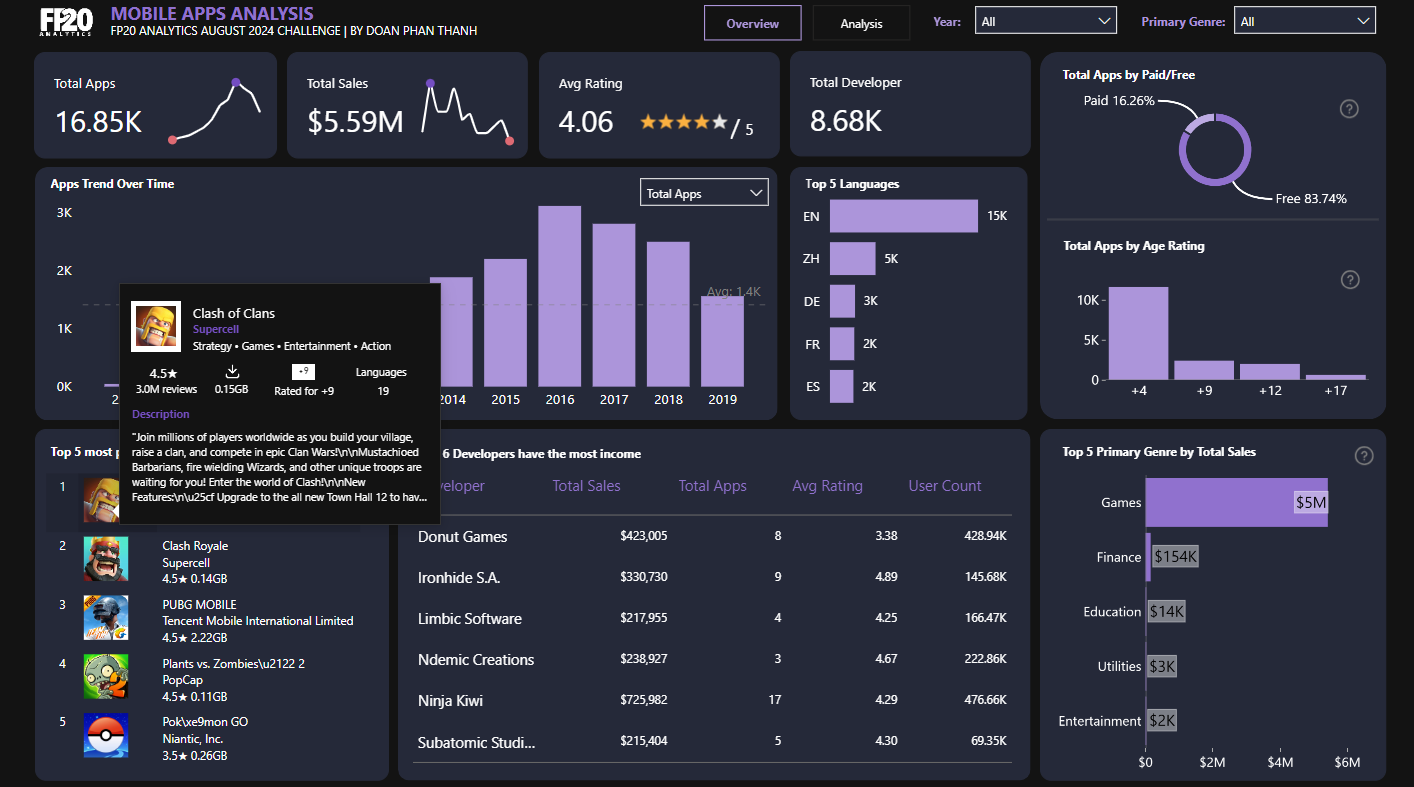 FP20
ANALYTICS
MOBILE APPS ANALYSIS
FP20 ANALYTICS AUGUST 2024 CHALLENGE | BY DOAN PHAN THANH
Overview
Analysis
Year:
All
Primary Genre:
All
Total Apps
16.85K
Total Sales
$5.59M
Avg Rating
4.06
★★★★★ / 5
Total Developer
8.68K
Total Apps by Paid/Free
Paid 16.26%
?
Free 83.74%
Apps Trend Over Time
Total Apps
3K
2K
1K
0K
Avg: 1.4K
2014
2015
2016
2017
2018
2019
Clash of Clans
Supercell
Strategy • Games • Entertainment • Action
4.5★
3.0M reviews
0.15GB
+9
Rated for +9
Languages
19
Description
"Join millions of players worldwide as you build your village,
raise a clan, and compete in epic Clan Wars!\n\nMustachioed
Barbarians, fire wielding Wizards, and other unique troops are
waiting for you! Enter the world of Clash!\n\nNew
Features\n\u25cf Upgrade to the all new Town Hall 12 to hav...
Top 5 Languages
EN 15K
ZH 5K
DE 3K
FR 2K
ES 2K
Total Apps by Age Rating
?
10K
5K
0
+4
+9
+12
+17
Top 5 most
1
2
Clash Royale
Supercell
4.5★ 0.14GB
3
PUBG MOBILE
Tencent Mobile International Limited
4.5★ 2.22GB
4
Plants vs. Zombies\u2122 2
PopCap
4.5★ 0.11GB
5
Pok\xe9mon GO
Niantic, Inc.
3.5★ 0.26GB
6 Developers have the most income
Total Sales Total Apps Avg Rating User Count
Donut Games $423,005 8 3.38 428.94K
Ironhide S.A. $330,730 9 4.89 145.68K
Limbic Software $217,955 4 4.25 166.47K
Ndemic Creations $238,927 3 4.67 222.86K
Ninja Kiwi $725,982 17 4.29 476.66K
Subatomic Studi... $215,404 5 4.30 69.35K
Top 5 Primary Genre by Total Sales
?
Games $5M
Finance $154K
Education $14K
Utilities $3K
Entertainment $2K
$0
$2M
$4M
$6M